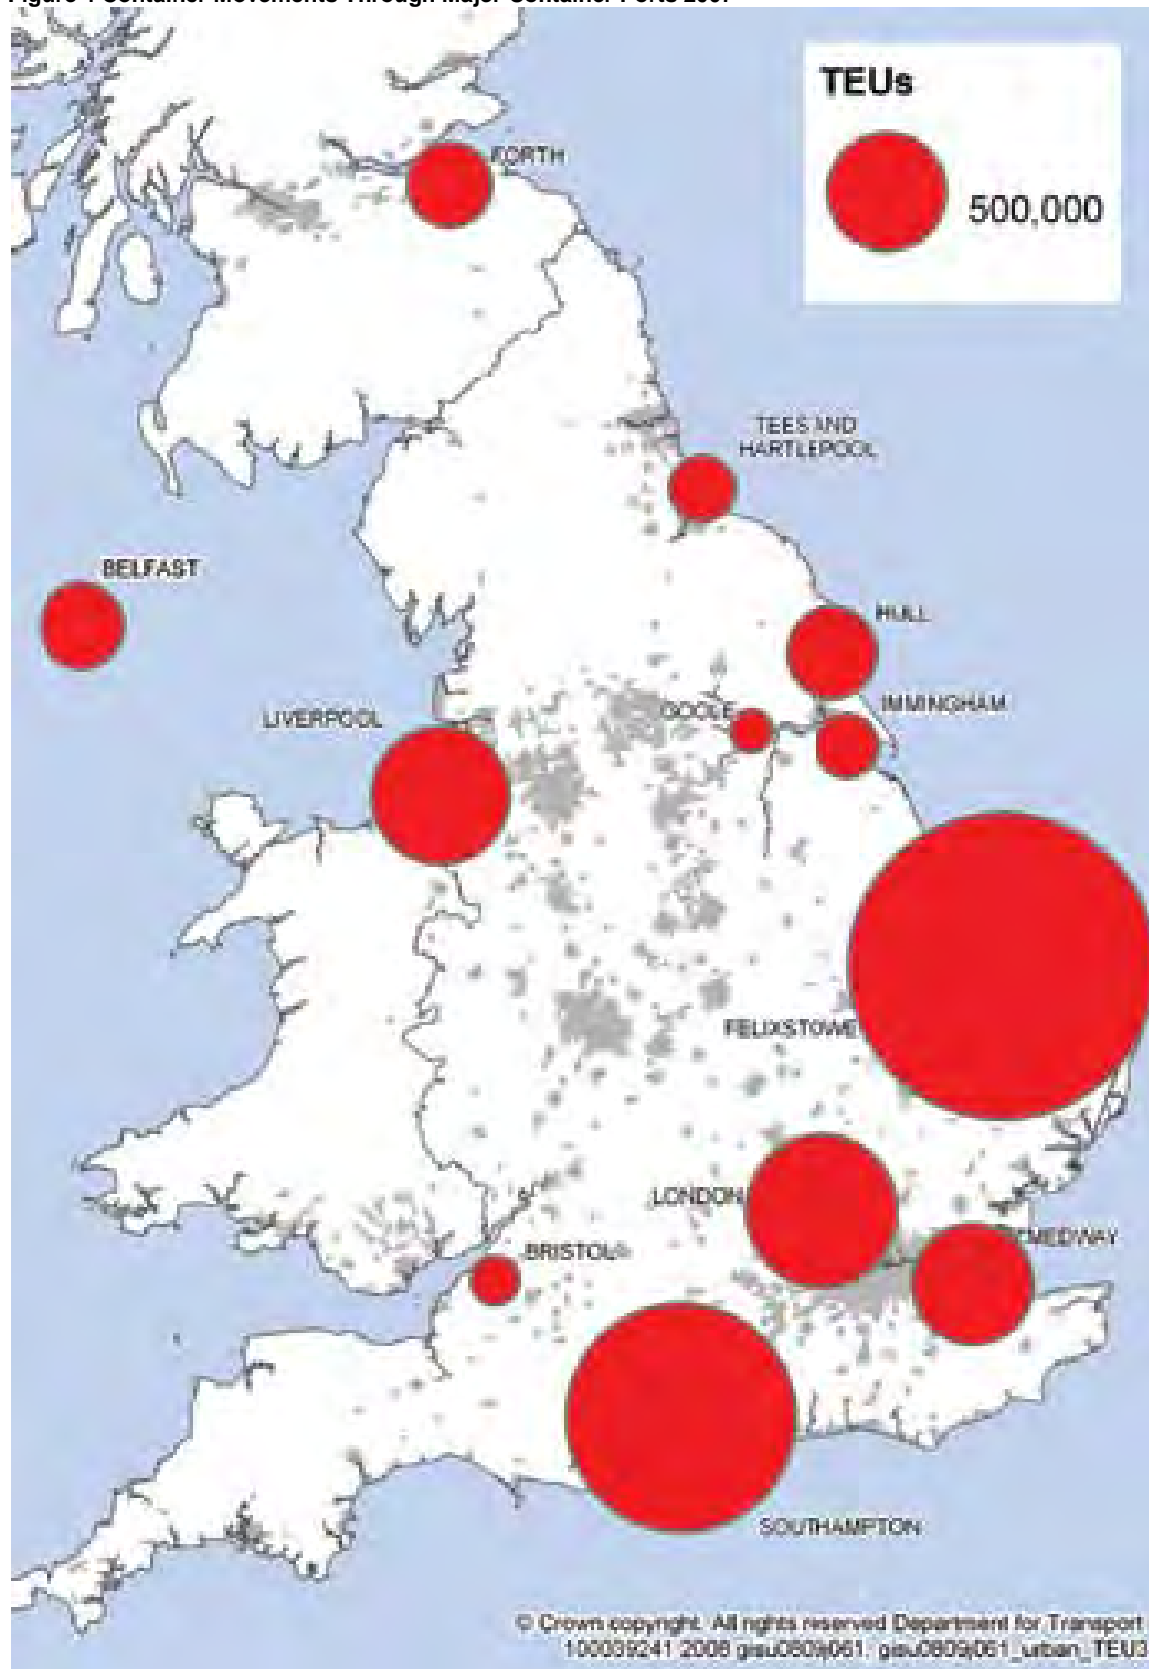 TEUs
500,000
FORTH
TEES AND
HARTLEPOOL
BELFAST
HULL
IMMINGHAM
GOOLE
LIVERPOOL
FELIXSTOWE
LONDON
MEDWAY
BRISTOL
SOUTHAMPTON
© Crown copyright. All rights reserved Department for Transport
100039241 2008 gisu0809j061. gisu0809j061_urban_TEU3